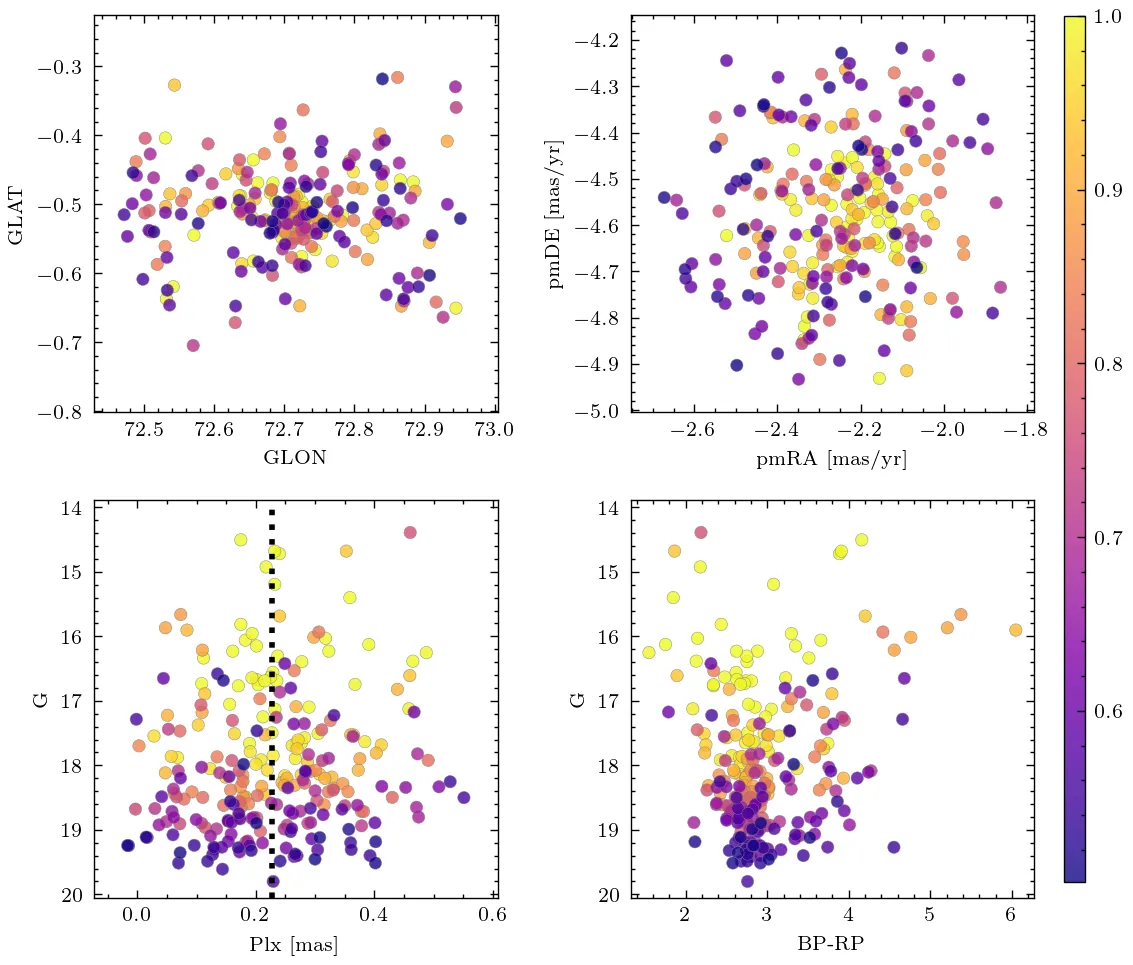 −0.3
−0.4
−0.5
−0.6
−0.7
−0.8
GLAT
72.5 72.6 72.7 72.8 72.9 73.0
GLON
−4.2
−4.3
−4.4
−4.5
−4.6
−4.7
−4.8
−4.9
−5.0
pmDE [mas/yr]
−2.6 −2.4 −2.2 −2.0 −1.8
pmRA [mas/yr]
14
15
16
17
18
19
20
G
0.0 0.2 0.4 0.6
Plx [mas]
14
15
16
17
18
19
20
G
2 3 4 5 6
BP-RP
1.0
0.9
0.8
0.7
0.6